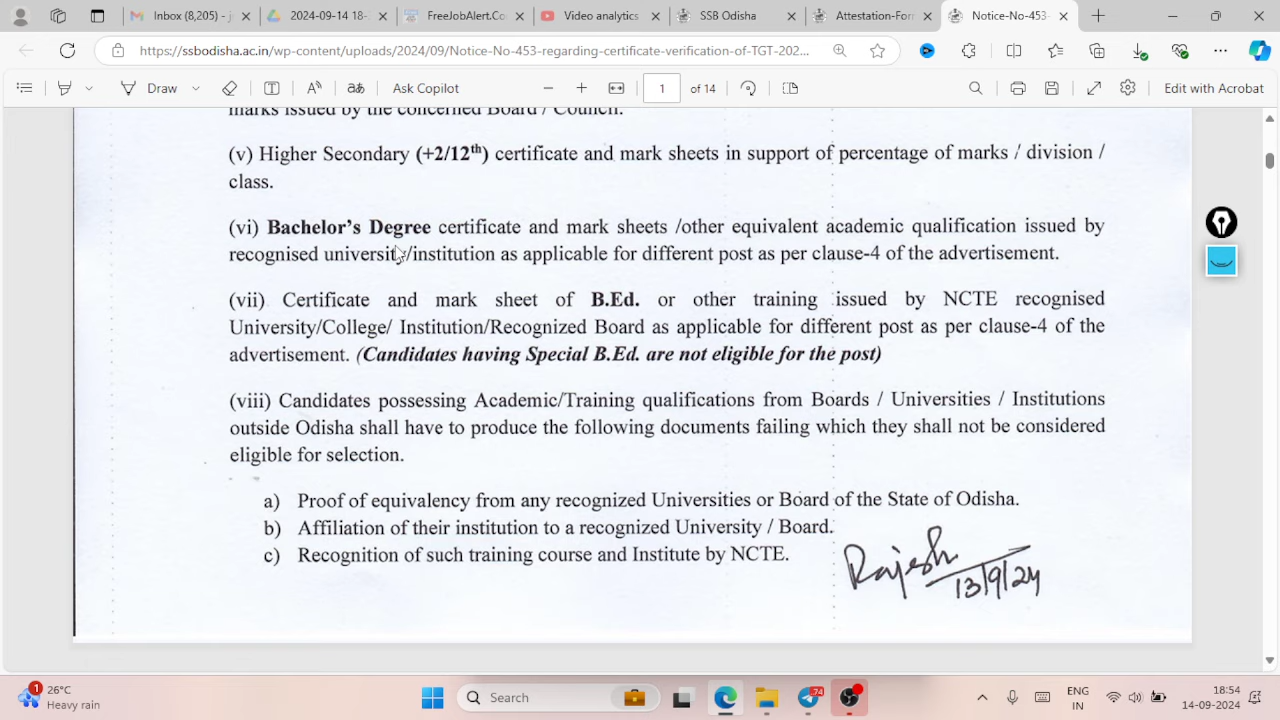 Inbox (8,205) - j
2024-09-14 18-
FreeJobAlert.Co
Video analytics
SSB Odisha
Attestation-For
Notice-No-453-
https://ssbodisha.ac.in/wp-content/uploads/2024/09/Notice-No-453-regarding-certificate-verification-of-TGT-202...
Draw
Ask Copilot
1
of 14
Edit with Acrobat
marks issued by the concerned Board / Council.
(v) Higher Secondary (+2/12th) certificate and mark sheets in support of percentage of marks / division /
class.
(vi) Bachelor's Degree certificate and mark sheets /other equivalent academic qualification issued by
recognised university/institution as applicable for different post as per clause-4 of the advertisement.
(vii) Certificate and mark sheet of B.Ed. or other training issued by NCTE recognised
University/College/ Institution/Recognized Board as applicable for different post as per clause-4 of the
advertisement. (Candidates having Special B.Ed. are not eligible for the post)
(viii) Candidates possessing Academic/Training qualifications from Boards / Universities / Institutions
outside Odisha shall have to produce the following documents failing which they shall not be considered
eligible for selection.
a) Proof of equivalency from any recognized Universities or Board of the State of Odisha.
b) Affiliation of their institution to a recognized University / Board.
c) Recognition of such training course and Institute by NCTE.
Rajesh
13/9/24
1
26°C
Heavy rain
Search
74
ENG
IN
18:54
14-09-2024